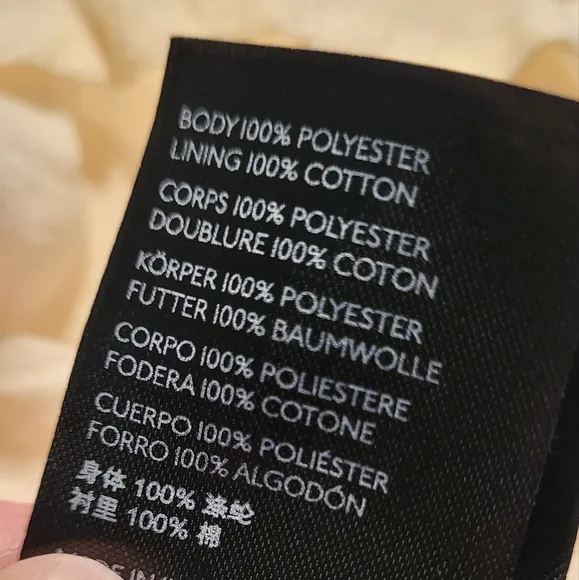 BODY 100% POLYESTER
LINING 100% COTTON
CORPS 100% POLYESTER
DOUBLURE 100% COTON
KÖRPER 100% POLYESTER
FUTTER 100% BAUMWOLLE
CORPO 100% POLIESTERE
FODERA 100% COTONE
CUERPO 100% POLIÉSTER
FORRO 100% ALGODÓN
身体 100% 涤纶
衬里 100% 棉
MADE IN